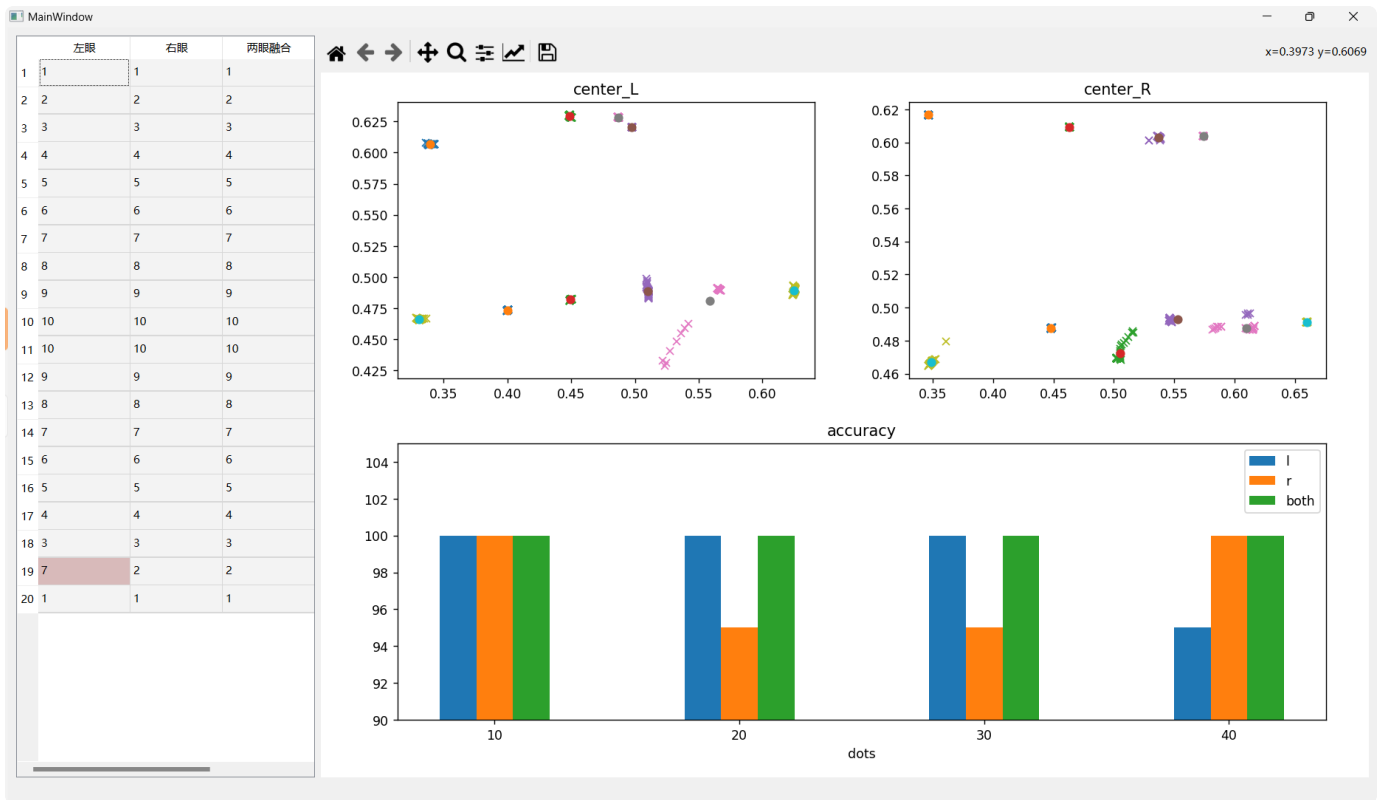 MainWindow
左眼 右眼 两眼融合
1 1 1 1
2 2 2 2
3 3 3 3
4 4 4 4
5 5 5 5
6 6 6 6
7 7 7 7
8 8 8 8
9 9 9 9
10 10 10 10
11 10 10 10
12 9 9 9
13 8 8 8
14 7 7 7
15 6 6 6
16 5 5 5
17 4 4 4
18 3 3 3
19 7 2 2
20 1 1 1
x=0.3973 y=0.6069
center_L
0.625
0.600
0.575
0.550
0.525
0.500
0.475
0.450
0.425
0.35 0.40 0.45 0.50 0.55 0.60
center_R
0.62
0.60
0.58
0.56
0.54
0.52
0.50
0.48
0.46
0.35 0.40 0.45 0.50 0.55 0.60 0.65
accuracy
104
102
100
98
96
94
92
90
10 20 30 40
dots
l
r
both